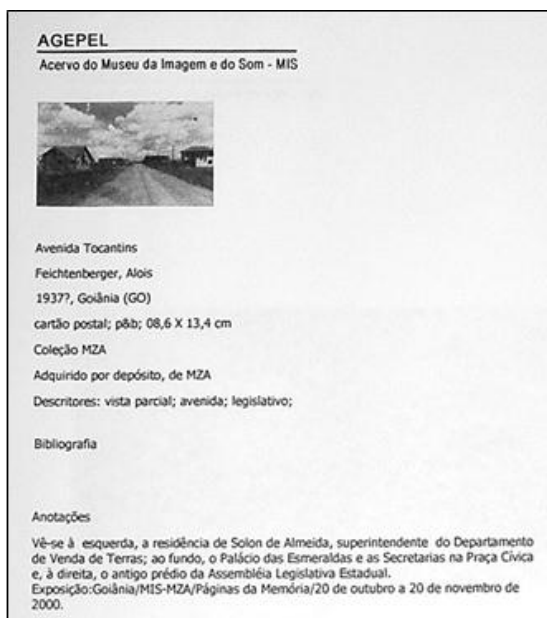 AGEPEL
Acervo do Museu da Imagem e do Som - MIS
Avenida Tocantins
Feichtenberger, Alois
1937?, Goiânia (GO)
cartão postal; p&b; 08,6 X 13,4 cm
Coleção MZA
Adquirido por depósito, de MZA
Descritores: vista parcial; avenida; legislativo;
Bibliografia
Anotações
Vê-se à esquerda, a residência de Solon de Almeida, superintendente do Departamento
de Venda de Terras; ao fundo, o Palácio das Esmeraldas e as Secretarias na Praça Cívica
e, à direita, o antigo prédio da Assembléia Legislativa Estadual.
Exposição:Goiânia/MIS-MZA/Páginas da Memória/20 de outubro a 20 de novembro de
2000.